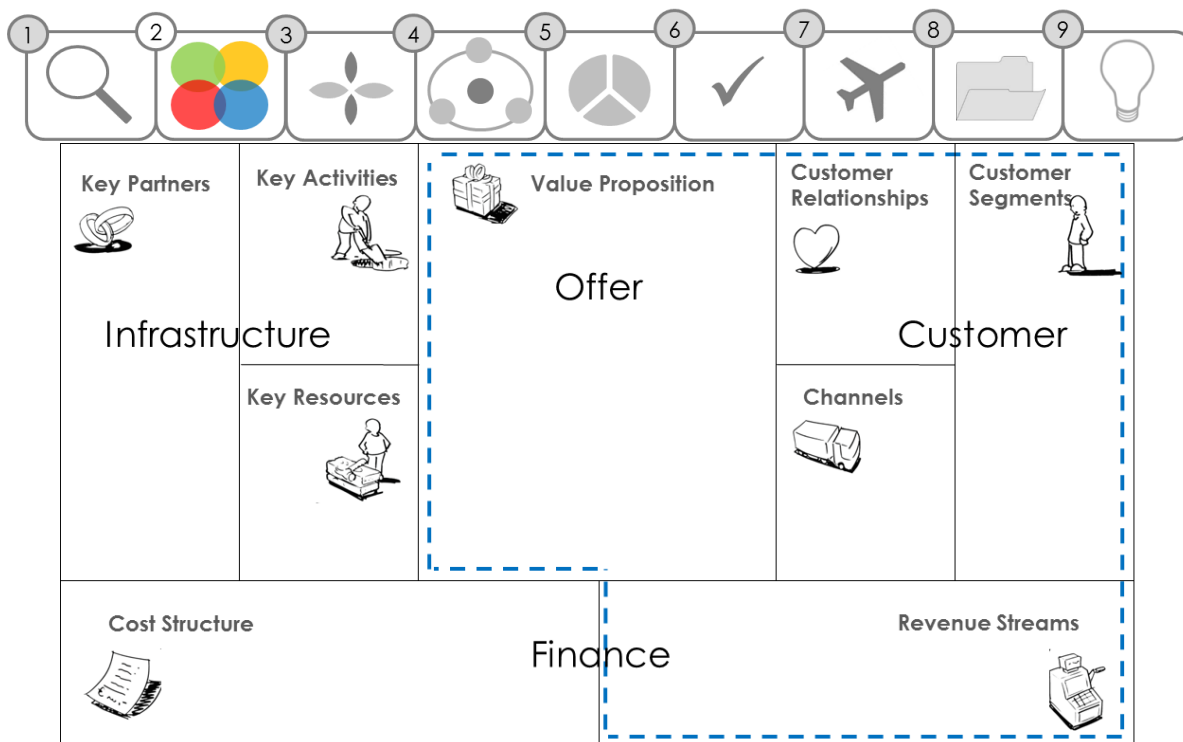 1
2
3
4
5
6
7
8
9
Key Partners
Key Activities
Value Proposition
Customer
Relationships
Customer
Segments
Offer
Infrastructure
Customer
Key Resources
Channels
Cost Structure
Revenue Streams
Finance